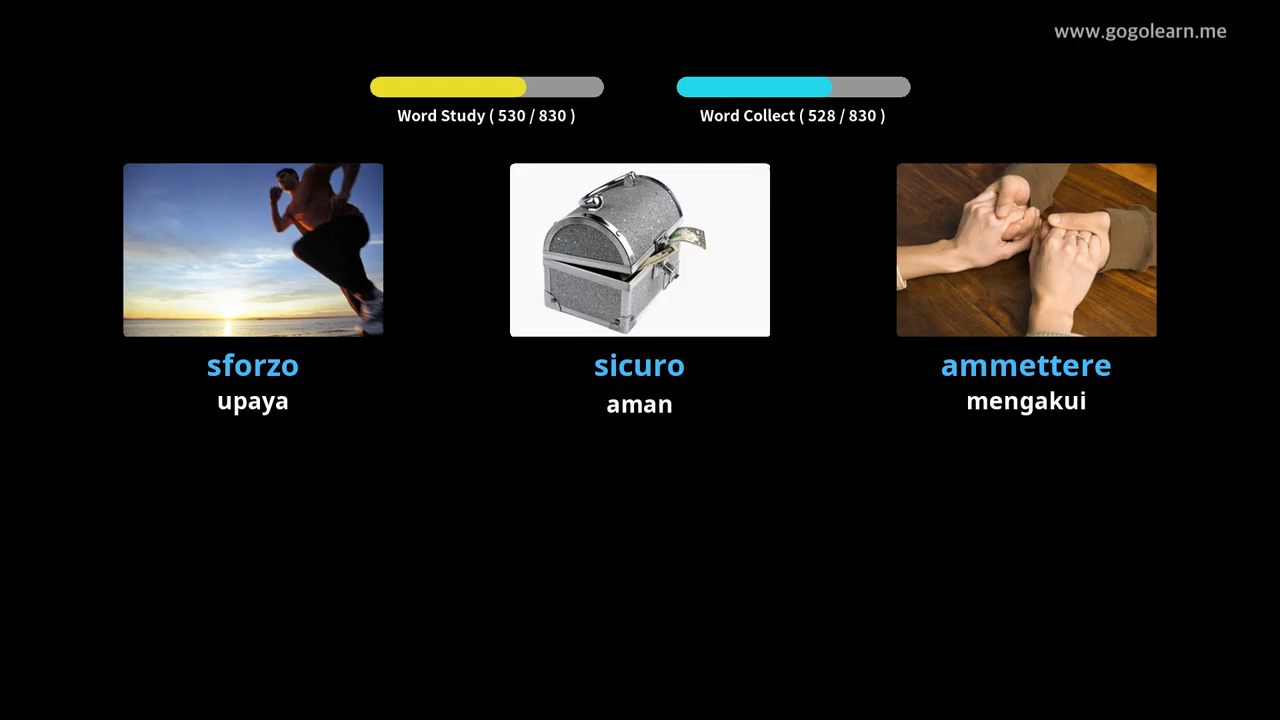 www.gogolearn.me
Word Study ( 530 / 830 )
Word Collect ( 528 / 830 )
sforzo
upaya
sicuro
aman
ammettere
mengakui